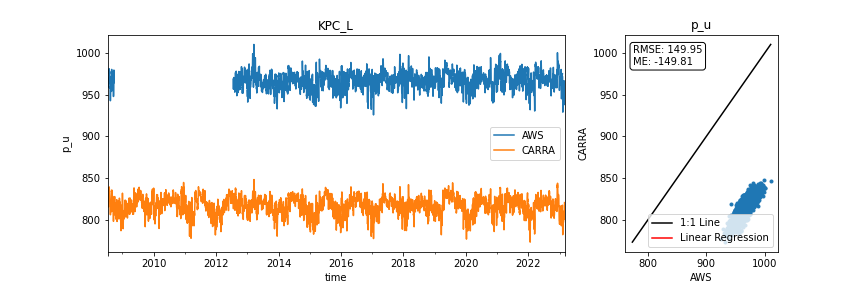 KPC_L
p_u
1000
950
900
850
800
p_u
AWS
CARRA
2010
2012
2014
2016
2018
2020
2022
time
p_u
RMSE: 149.95
ME: -149.81
1000
950
900
850
800
CARRA
1:1 Line
Linear Regression
800
900
1000
AWS